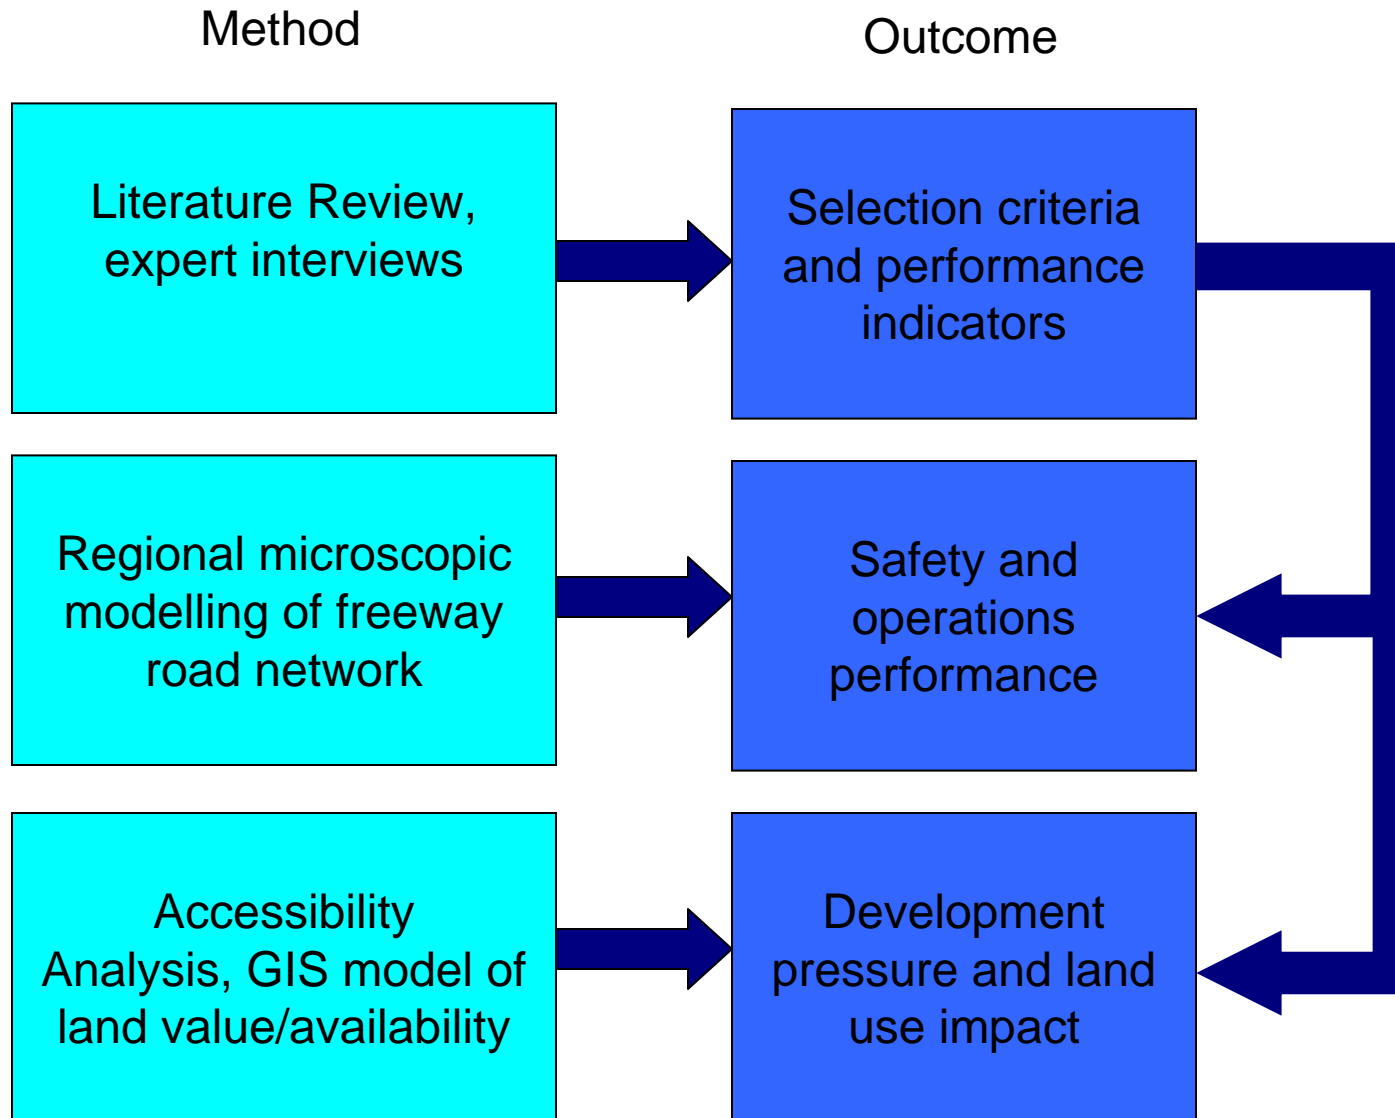 Method
Outcome
Literature Review,
expert interviews
Selection criteria
and performance
indicators
Regional microscopic
modelling of freeway
road network
Safety and
operations
performance
Accessibility
Analysis, GIS model of
land value/availability
Development
pressure and land
use impact